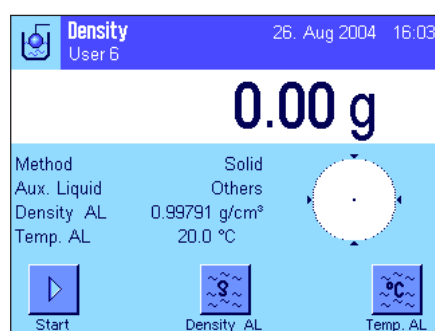 Density 26. Aug 2004 16:03
User 6
0.00 g
Method Solid
Aux. Liquid Others
Density AL 0.99791 g/cm³
Temp. AL 20.0 °C
°C
Start Density AL Temp. AL